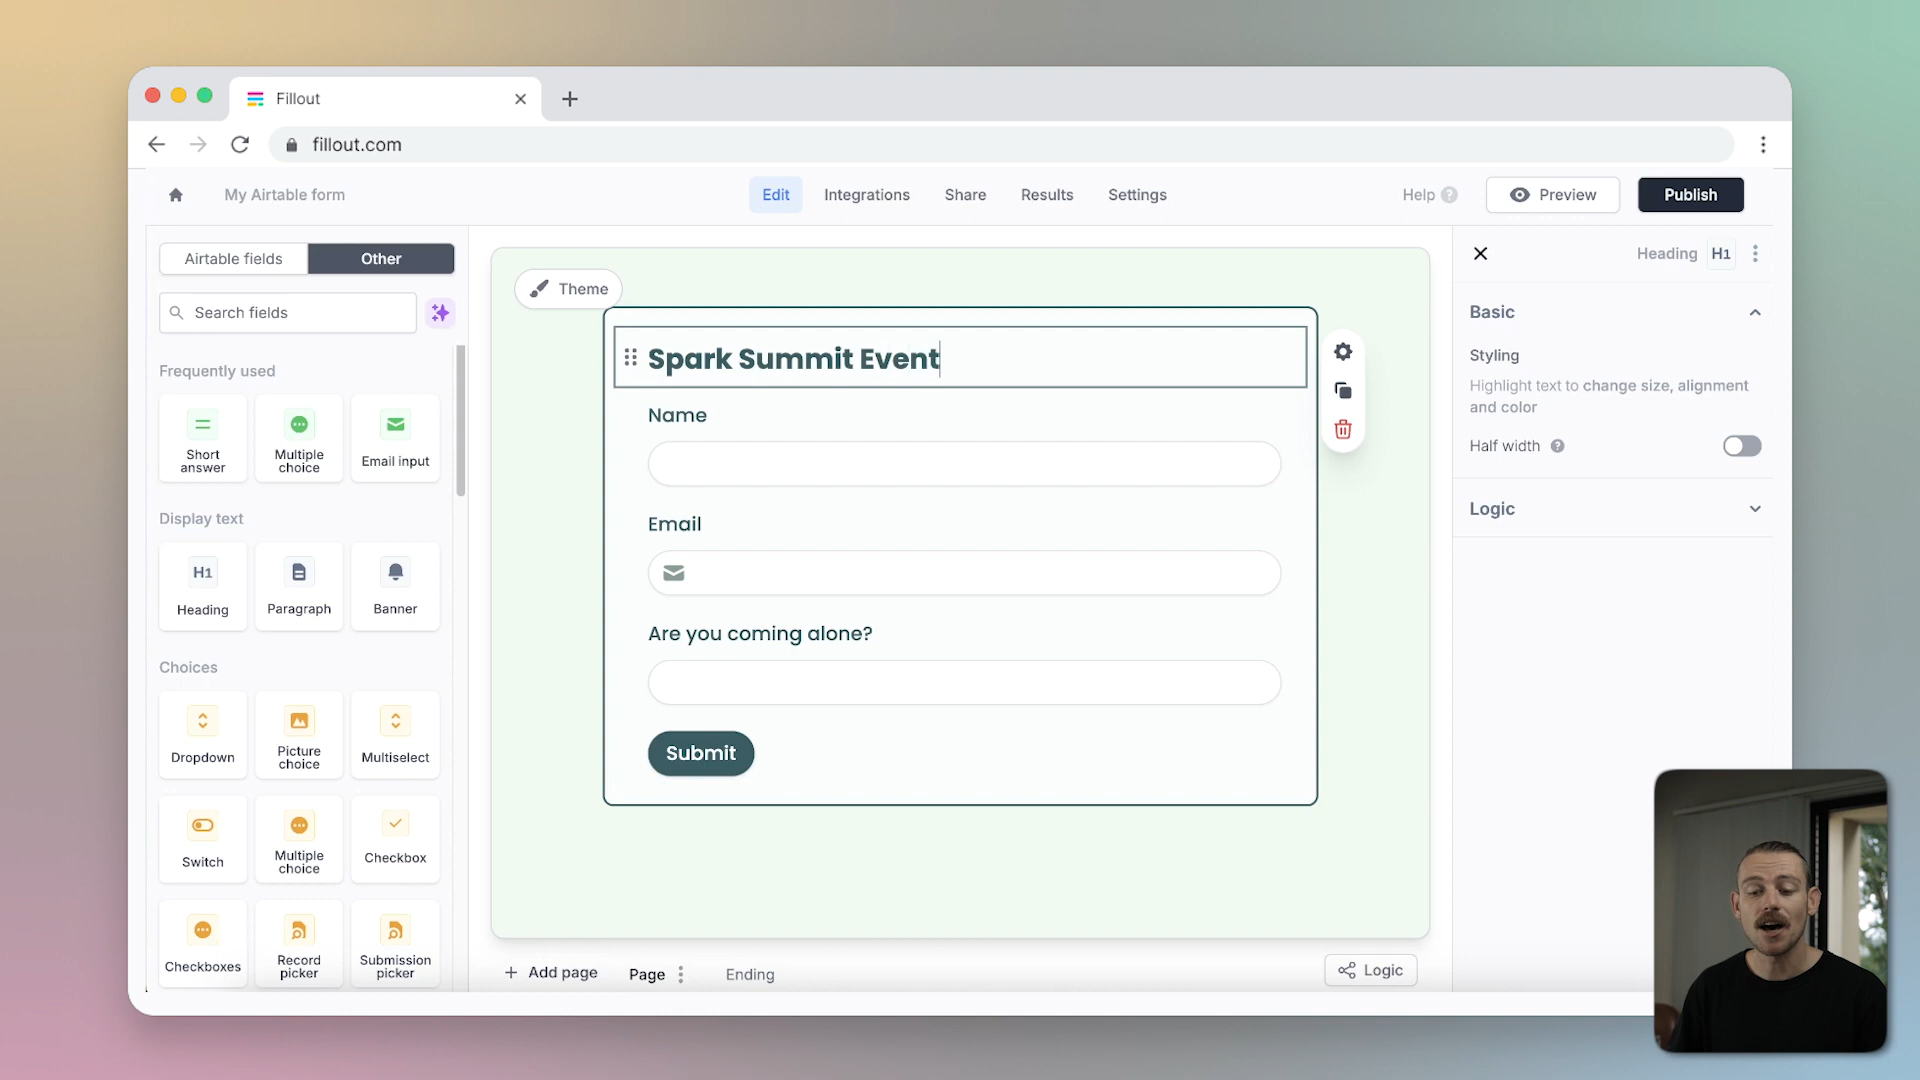 Fillout
fillout.com
My Airtable form
Edit
Integrations
Share
Results
Settings
Help ?
Preview
Publish
Airtable fields
Other
Search fields
Frequently used
Short answer
Multiple choice
Email input
Display text
H1
Heading
Paragraph
Banner
Choices
Dropdown
Picture choice
Multiselect
Switch
Multiple choice
Checkbox
Checkboxes
Record picker
Submission picker
Theme
Spark Summit Event
Name
Email
Are you coming alone?
Submit
+ Add page
Page
Ending
Logic
Heading H1
Basic
Styling
Highlight text to change size, alignment
and color
Half width ?
Logic